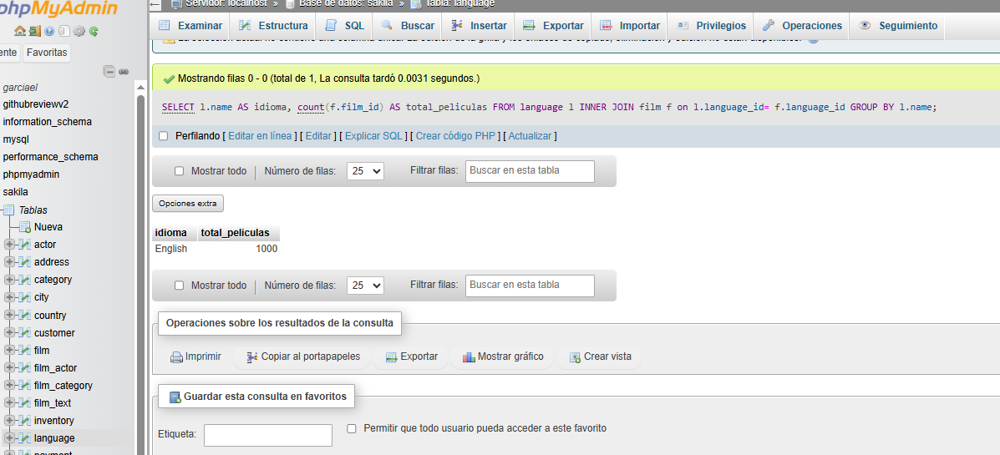 phpMyAdmin
Servidor: localhost » Base de datos: sakila » Tabla: language
Examinar Estructura SQL Buscar Insertar Exportar Importar Privilegios Operaciones Seguimiento
ente Favoritas
Mostrando filas 0 - 0 (total de 1, La consulta tardó 0.0031 segundos.)
SELECT l.name AS idioma, count(f.film_id) AS total_peliculas FROM language l INNER JOIN film f on l.language_id= f.language_id GROUP BY l.name;
Perfilando [ Editar en línea ] [ Editar ] [ Explicar SQL ] [ Crear código PHP ] [ Actualizar ]
Mostrar todo | Número de filas: 25 Filtrar filas: Buscar en esta tabla
Opciones extra
idioma total_peliculas
English 1000
Mostrar todo | Número de filas: 25 Filtrar filas: Buscar en esta tabla
Operaciones sobre los resultados de la consulta
Imprimir Copiar al portapapeles Exportar Mostrar gráfico Crear vista
Guardar esta consulta en favoritos
Etiqueta: Permitir que todo usuario pueda acceder a este favorito
garciael
githubreviewv2
information_schema
mysql
performance_schema
phpmyadmin
sakila
Tablas
Nueva
actor
address
category
city
country
customer
film
film_actor
film_category
film_text
inventory
language
payment